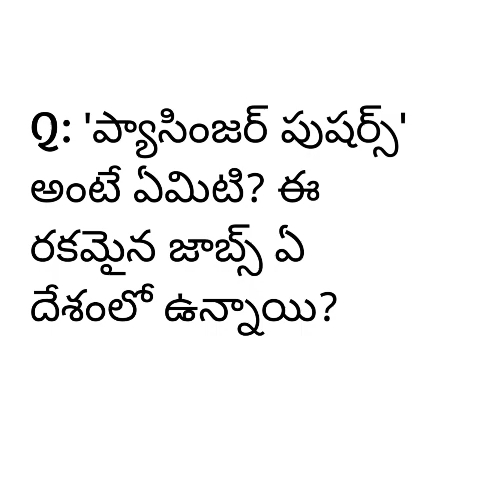 Q: 'ప్యాసింజర్ పుషర్స్'
అంటే ఏమిటి? ఈ
రకమైన జాబ్స్ ఏ
దేశంలో ఉన్నాయి?